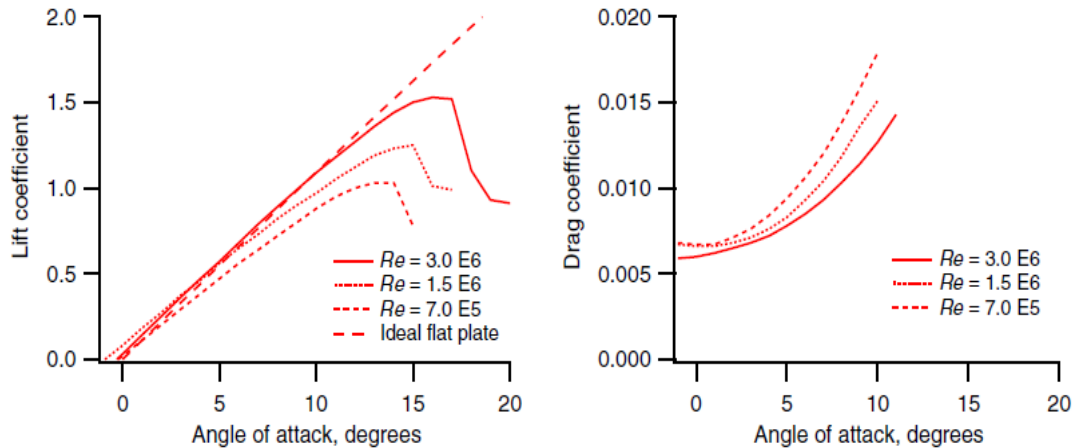 2.0
1.5
1.0
0.5
0.0
Lift coefficient
Re = 3.0 E6
Re = 1.5 E6
Re = 7.0 E5
Ideal flat plate
0 5 10 15 20
Angle of attack, degrees
0.020
0.015
0.010
0.005
0.000
Drag coefficient
Re = 3.0 E6
Re = 1.5 E6
Re = 7.0 E5
0 5 10 15 20
Angle of attack, degrees